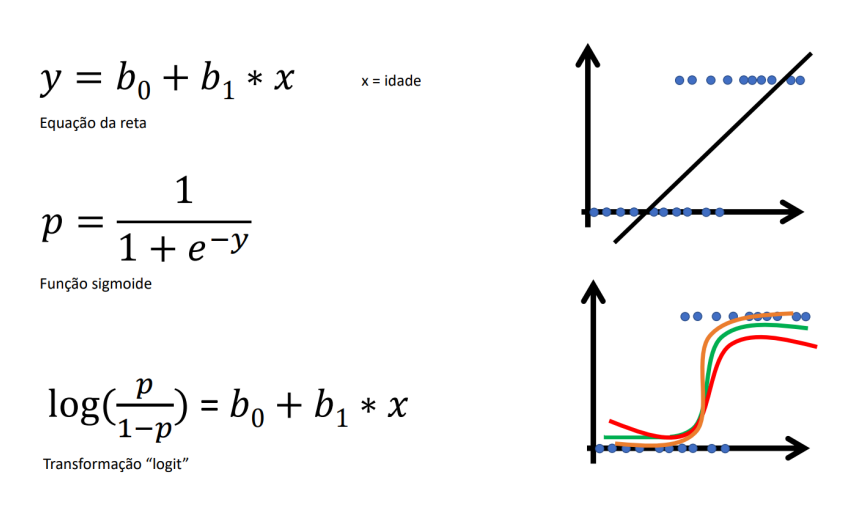 y = b₀ + b₁ * x
x = idade
Equação da reta
p = 1 / (1 + e^(−y))
Função sigmoide
log(p/(1−p)) = b₀ + b₁ * x
Transformação “logit”